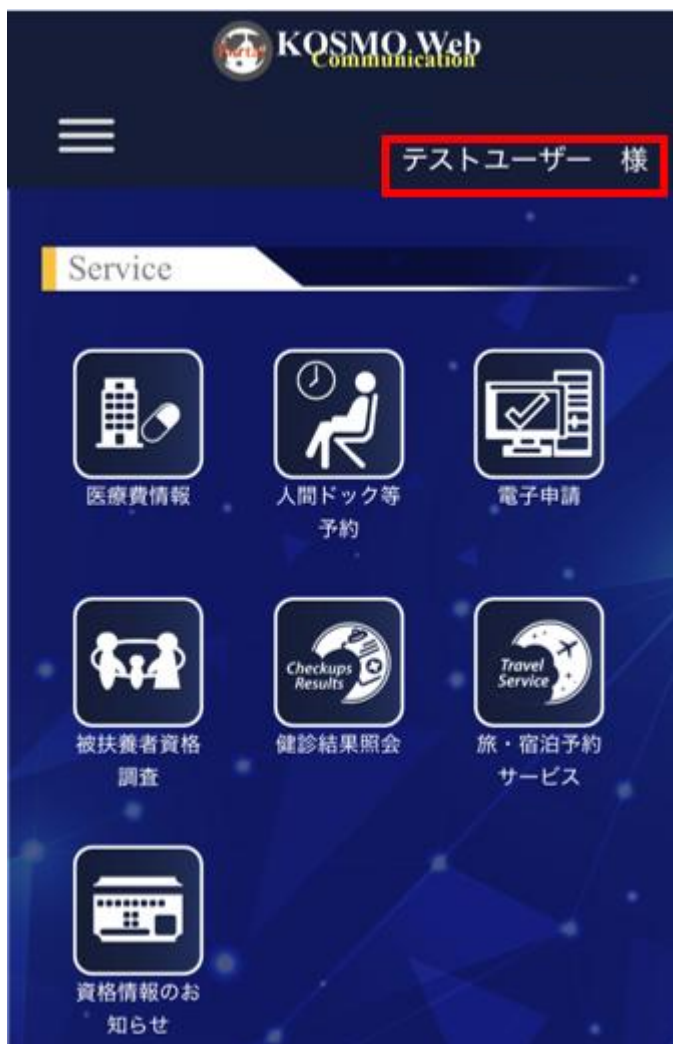 Portal
KOSMO Web
Communication
テストユーザー　様
Service
医療費情報
人間ドック等
予約
電子申請
被扶養者資格
調査
Checkups
Results
健診結果照会
Travel
Service
旅・宿泊予約
サービス
資格情報のお
知らせ